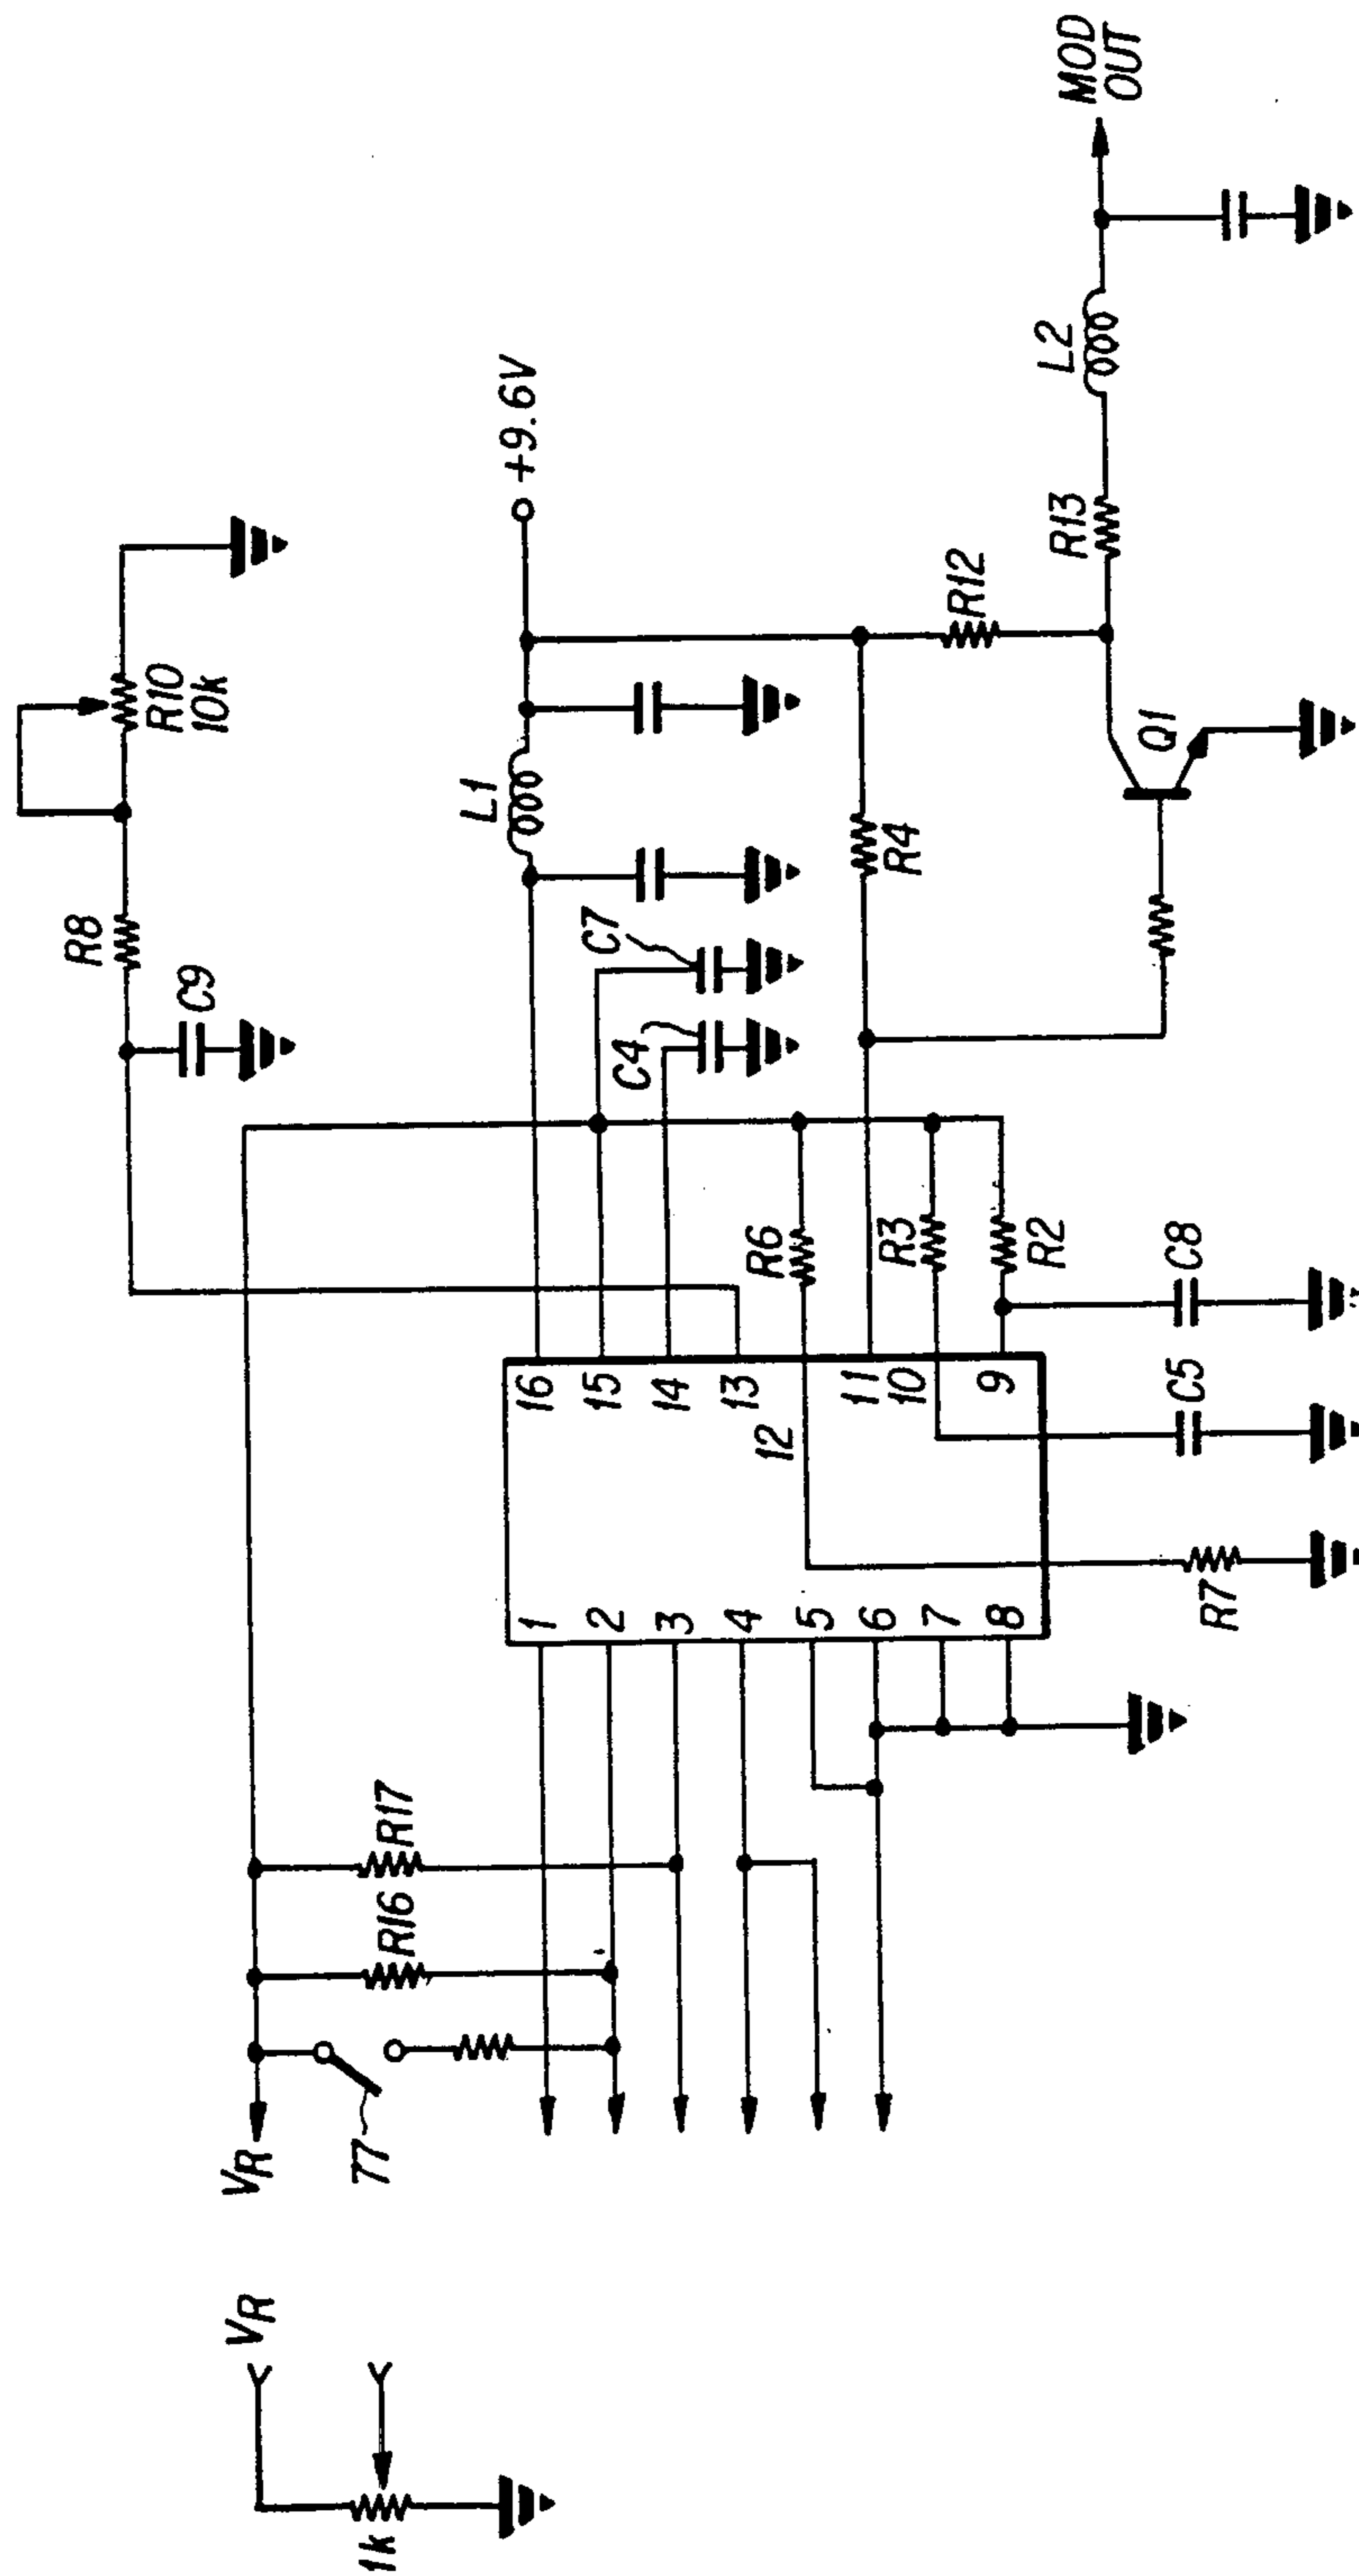 1k
VR
VR
77
R16
R17
1
2
3
4
5
6
7
8
16
15
14
13
12
11
10
9
R7
C5
C8
R6
R3
R2
C4
C7
C9
R8
R10
10k
L1
+9.6V
R4
R12
Q1
R13
L2
MOD
OUT